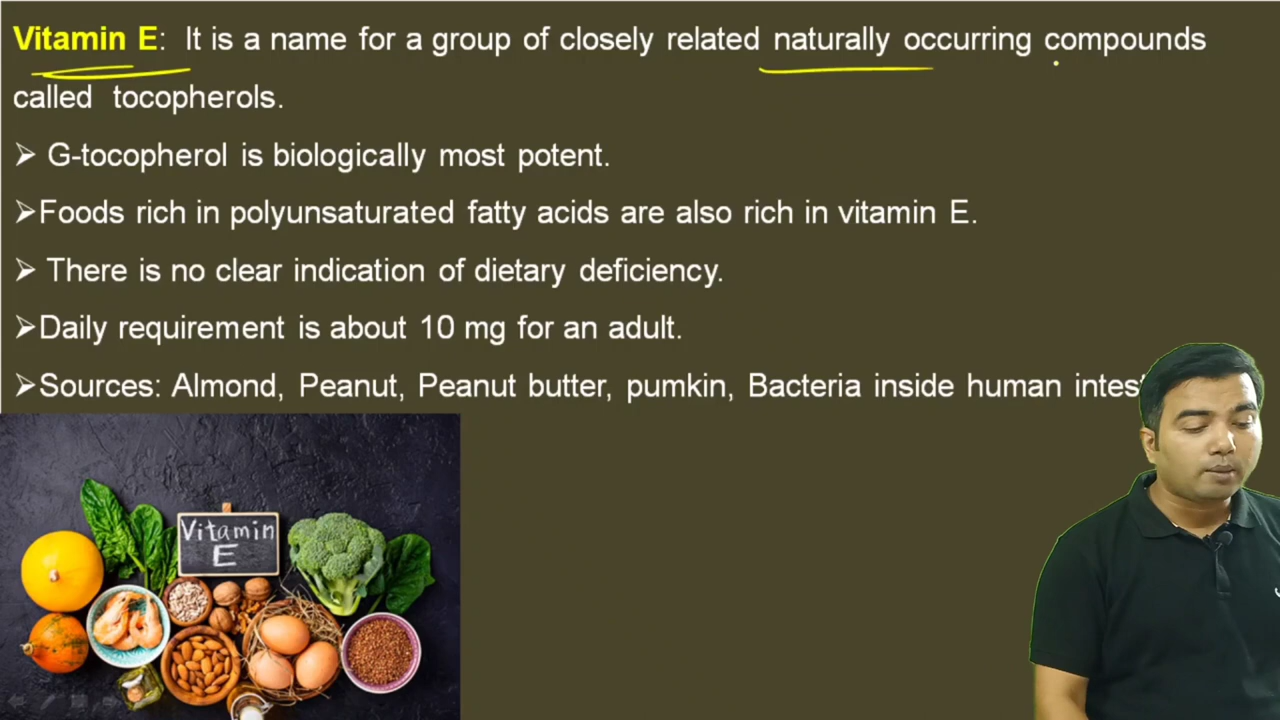 Vitamin E: It is a name for a group of closely related naturally occurring compounds
called tocopherols.
➢ G-tocopherol is biologically most potent.
➢Foods rich in polyunsaturated fatty acids are also rich in vitamin E.
➢ There is no clear indication of dietary deficiency.
➢Daily requirement is about 10 mg for an adult.
➢Sources: Almond, Peanut, Peanut butter, pumkin, Bacteria inside human
Vitamin
E